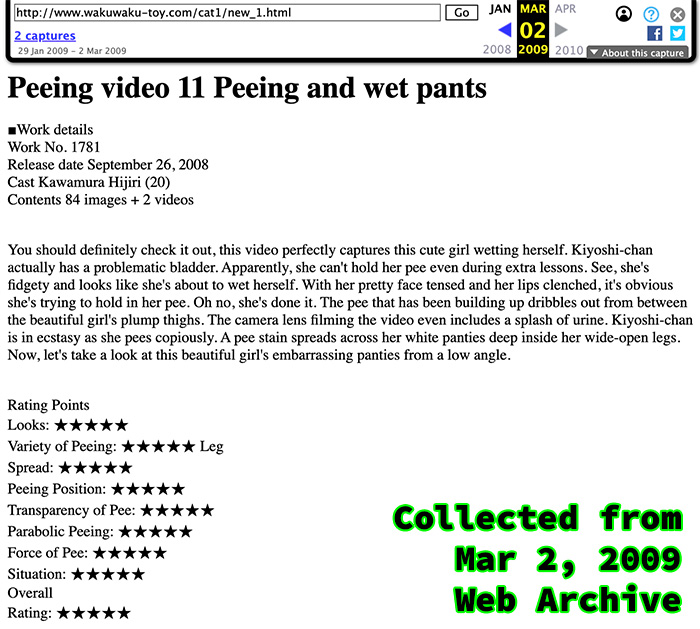 http://www.wakuwaku-toy.com/cat1/new_1.html Go JAN MAR APR
2 captures 02
29 Jan 2009 – 2 Mar 2009 2008 2009 2010 ▼ About this capture
Peeing video 11 Peeing and wet pants
■Work details
Work No. 1781
Release date September 26, 2008
Cast Kawamura Hijiri (20)
Contents 84 images + 2 videos
You should definitely check it out, this video perfectly captures this cute girl wetting herself. Kiyoshi-chan
actually has a problematic bladder. Apparently, she can't hold her pee even during extra lessons. See, she's
fidgety and looks like she's about to wet herself. With her pretty face tensed and her lips clenched, it's obvious
she's trying to hold in her pee. Oh no, she's done it. The pee that has been building up dribbles out from between
the beautiful girl's plump thighs. The camera lens filming the video even includes a splash of urine. Kiyoshi-chan
is in ecstasy as she pees copiously. A pee stain spreads across her white panties deep inside her wide-open legs.
Now, let's take a look at this beautiful girl's embarrassing panties from a low angle.
Rating Points
Looks: ★★★★★
Variety of Peeing: ★★★★★ Leg
Spread: ★★★★★
Peeing Position: ★★★★★
Transparency of Pee: ★★★★★
Parabolic Peeing: ★★★★★
Force of Pee: ★★★★★
Situation: ★★★★★
Overall
Rating: ★★★★★
Collected from
Mar 2, 2009
Web Archive